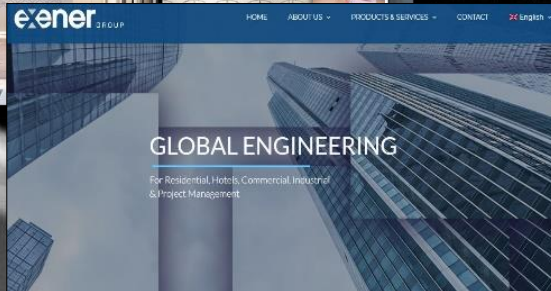 exener GROUP
HOME ABOUT US PRODUCTS & SERVICES CONTACT English
GLOBAL ENGINEERING
For Residential, Hotels, Commercial, Industrial
& Project Management